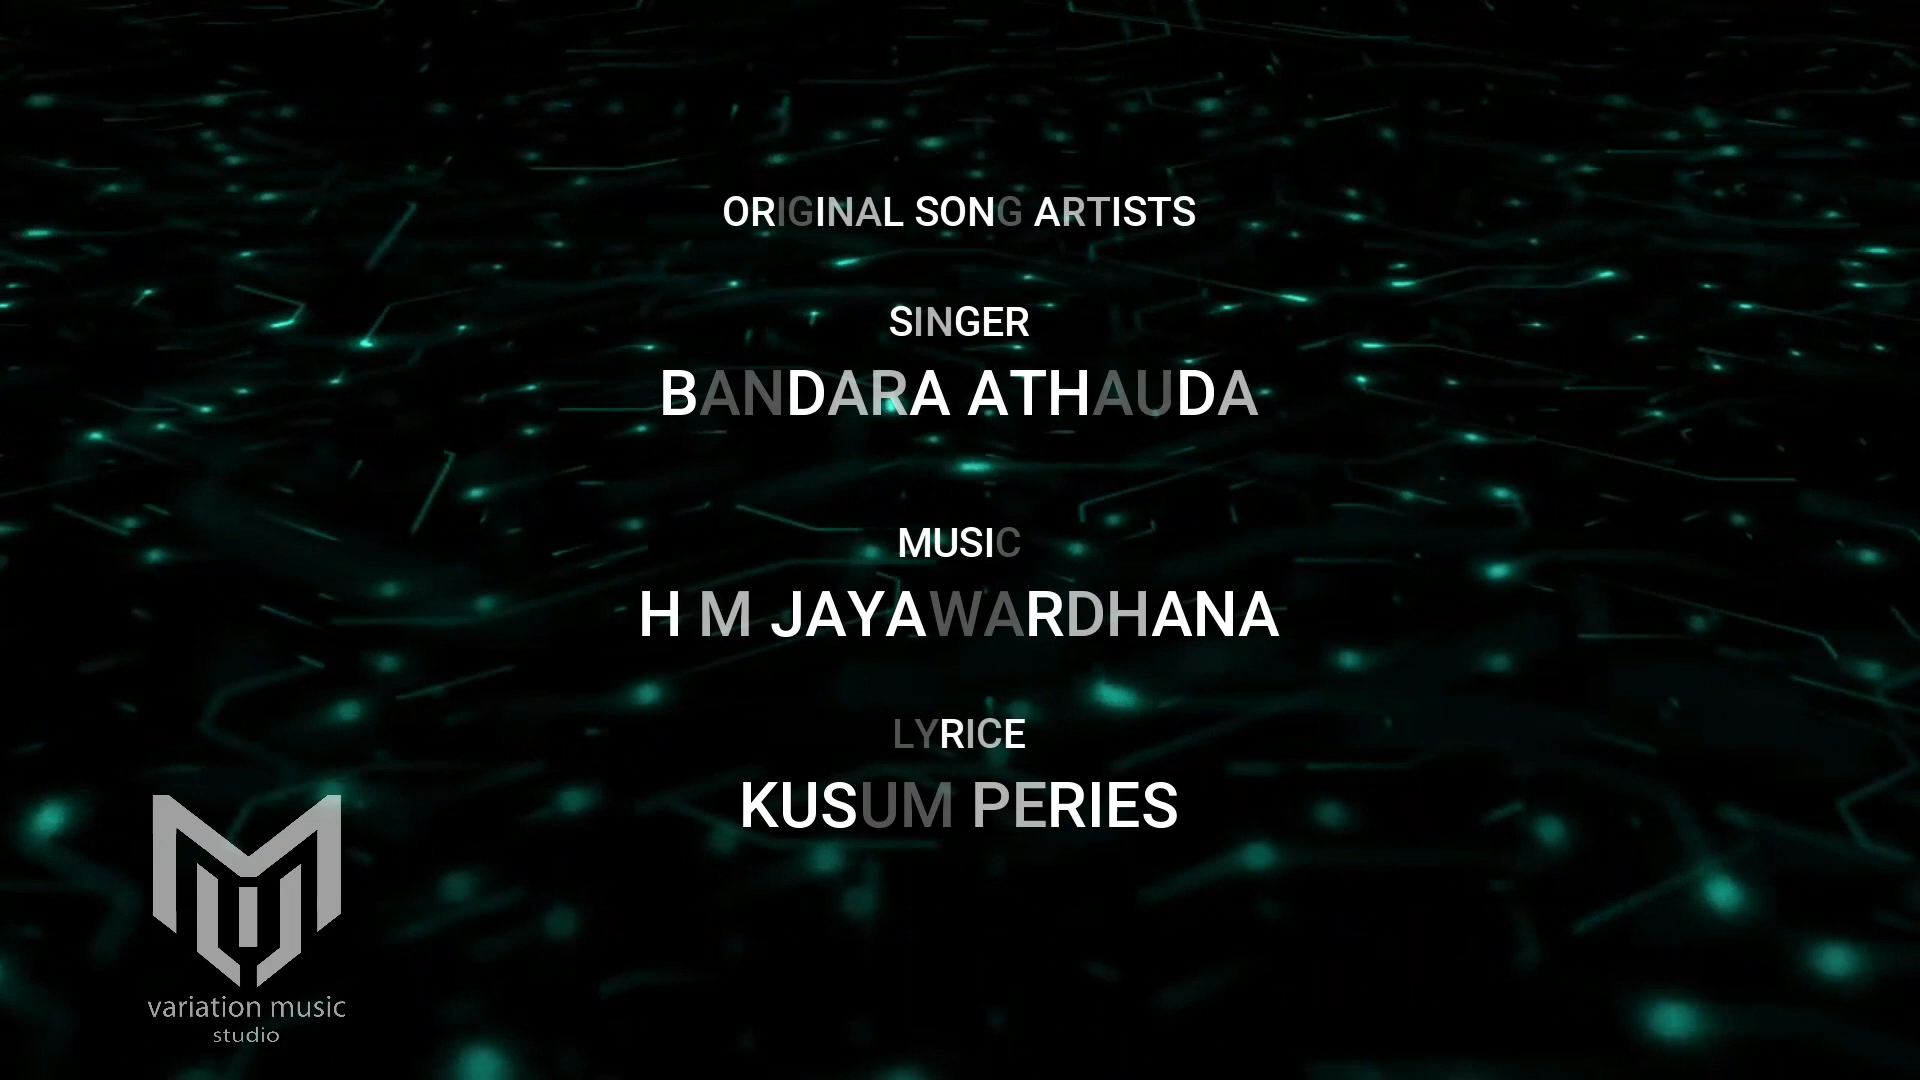 ORIGINAL SONG ARTISTS
SINGER
BANDARA ATHAUDA
MUSIC
H M JAYAWARDHANA
LYRICE
KUSUM PERIES
variation music
studio